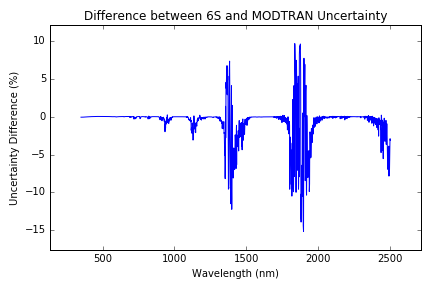 Difference between 6S and MODTRAN Uncertainty
Uncertainty Difference (%)
10
5
0
−5
−10
−15
500 1000 1500 2000 2500
Wavelength (nm)